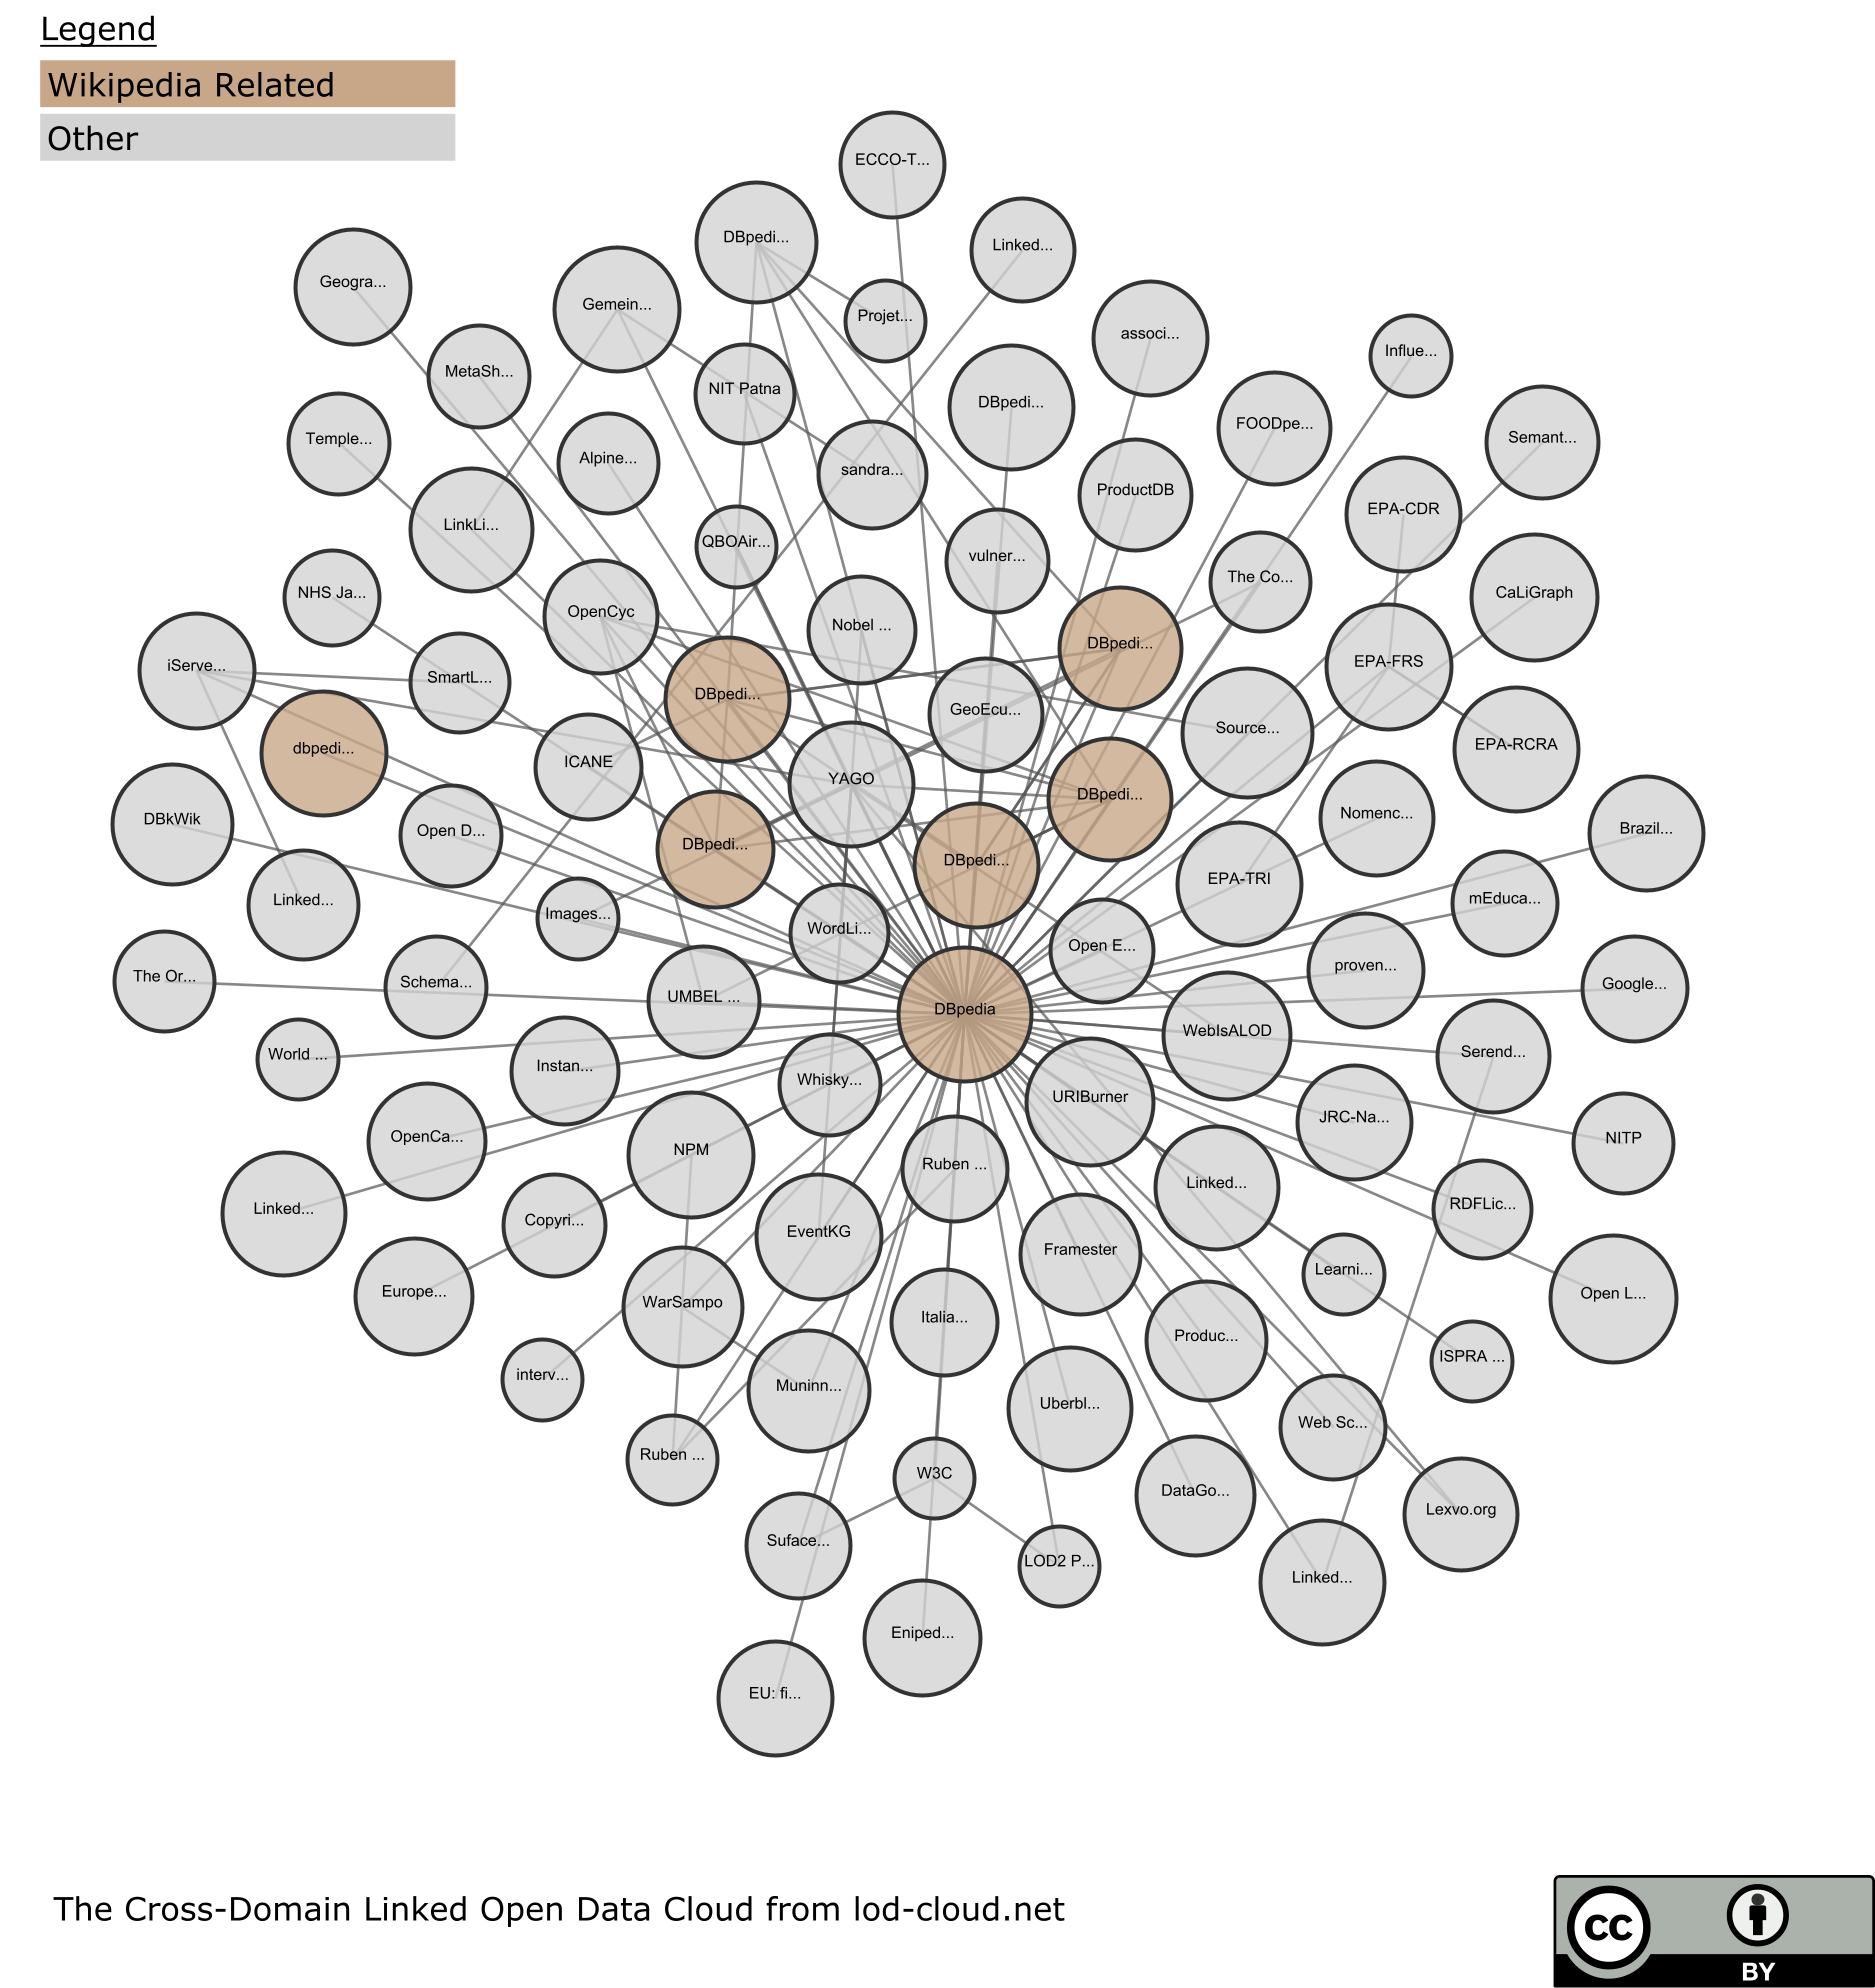 Legend
Wikipedia Related
Other
ECCO-T...
DBpedi...
Linked...
Geogra...
Gemein...
Projet...
associ...
Influe...
MetaSh...
NIT Patna
DBpedi...
FOODpe...
Temple...
Alpine...
sandra...
Semant...
LinkLi...
ProductDB
EPA-CDR
QBOAir...
vulner...
The Co...
NHS Ja...
CaLiGraph
OpenCyc
Nobel ...
DBpedi...
iServe...
SmartL...
EPA-FRS
DBpedi...
GeoEcu...
Source...
dbpedi...
ICANE
YAGO
DBpedi...
EPA-RCRA
DBkWik
Open D...
DBpedi...
DBpedi...
Nomenc...
Brazil...
Linked...
Images...
WordLi...
EPA-TRI
mEduca...
The Or...
Schema...
UMBEL ...
Open E...
proven...
Google...
DBpedia
World ...
Instan...
Whisky...
WebIsALOD
Serend...
URIBurner
OpenCa...
NPM
Ruben ...
JRC-Na...
NITP
Linked...
Copyri...
EventKG
Linked...
RDFLic...
Europe...
WarSampo
Italia...
Framester
Learni...
Open L...
interv...
Muninn...
Produc...
ISPRA ...
Ruben ...
Uberbl...
Web Sc...
W3C
DataGo...
Lexvo.org
Suface...
LOD2 P...
Linked...
Eniped...
EU: fi...
The Cross-Domain Linked Open Data Cloud from lod-cloud.net
cc
BY